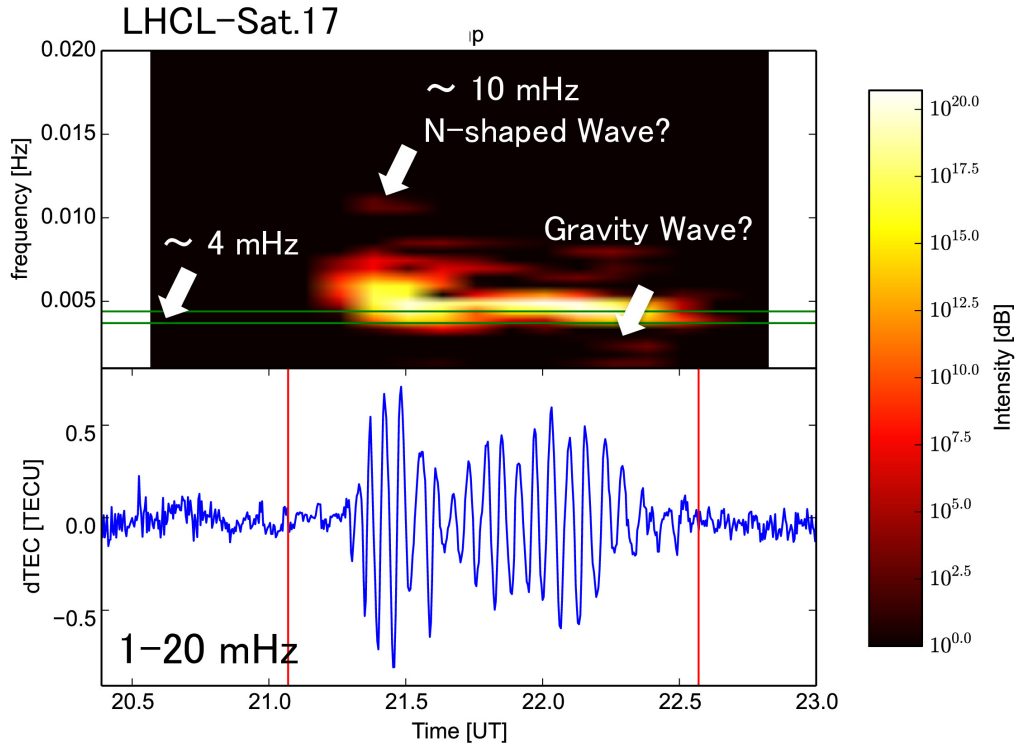 LHCL-Sat.17
p
0.020
0.015
0.010
0.005
frequency [Hz]
~ 10 mHz
N-shaped Wave?
~ 4 mHz
Gravity Wave?
0.5
0.0
−0.5
dTEC [TECU]
1-20 mHz
20.5 21.0 21.5 22.0 22.5 23.0
Time [UT]
10^20.0
10^17.5
10^15.0
10^12.5
10^10.0
10^7.5
10^5.0
10^2.5
10^0.0
Intensity [dB]